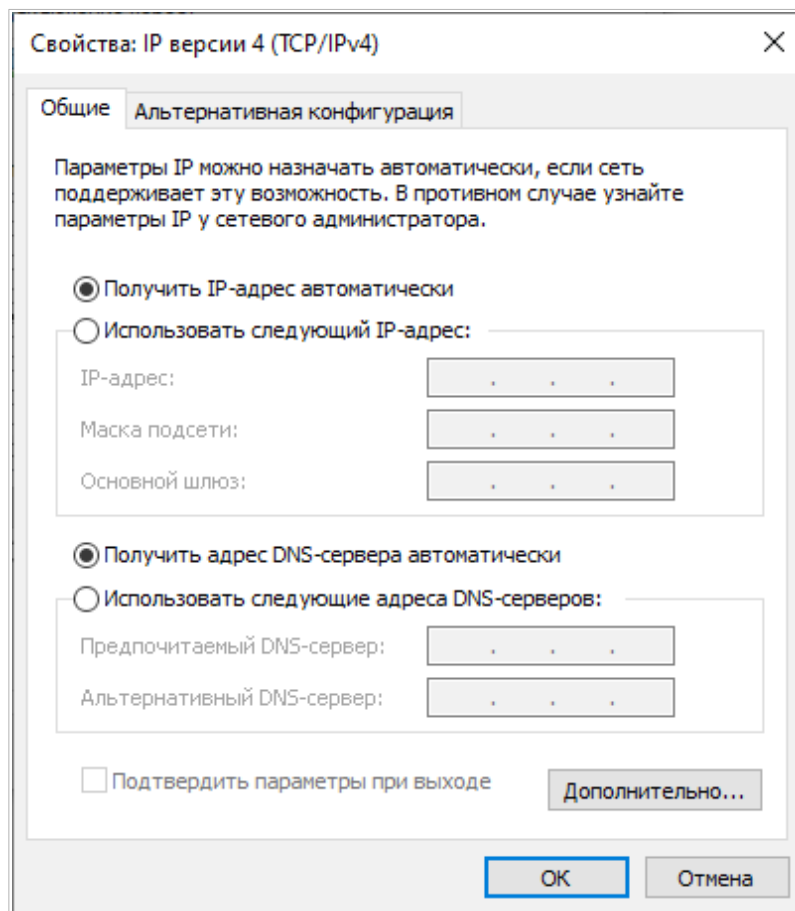 Свойства: IP версии 4 (TCP/IPv4)
Общие
Альтернативная конфигурация
Параметры IP можно назначать автоматически, если сеть
поддерживает эту возможность. В противном случае узнайте
параметры IP у сетевого администратора.
Получить IP-адрес автоматически
Использовать следующий IP-адрес:
IP-адрес:
Маска подсети:
Основной шлюз:
Получить адрес DNS-сервера автоматически
Использовать следующие адреса DNS-серверов:
Предпочитаемый DNS-сервер:
Альтернативный DNS-сервер:
Подтвердить параметры при выходе
Дополнительно...
ОК
Отмена